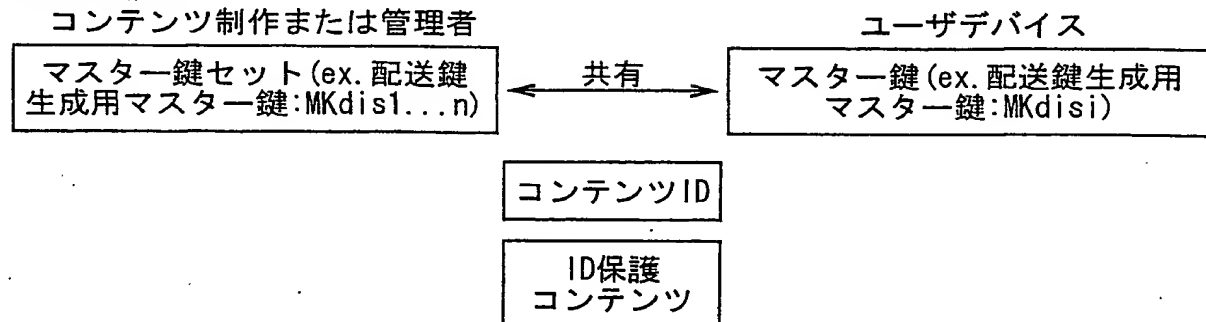 コンテンツ制作または管理者
ユーザデバイス
マスター鍵セット(ex.配送鍵
生成用マスター鍵:MKdis1...n)
共有
マスター鍵(ex.配送鍵生成用
マスター鍵:MKdisi)
コンテンツID
ID保護
コンテンツ